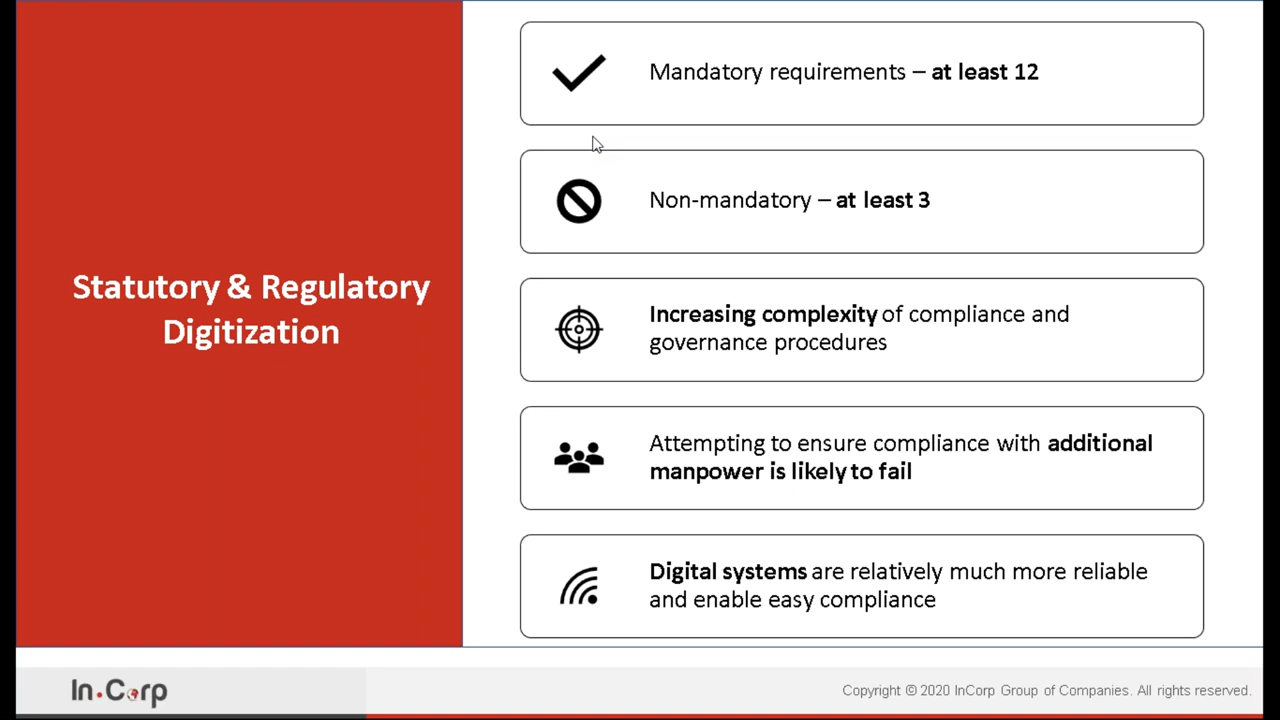 Statutory & Regulatory
Digitization
Mandatory requirements – at least 12
Non-mandatory – at least 3
Increasing complexity of compliance and
governance procedures
Attempting to ensure compliance with additional
manpower is likely to fail
Digital systems are relatively much more reliable
and enable easy compliance
In.Corp
Copyright © 2020 InCorp Group of Companies. All rights reserved.